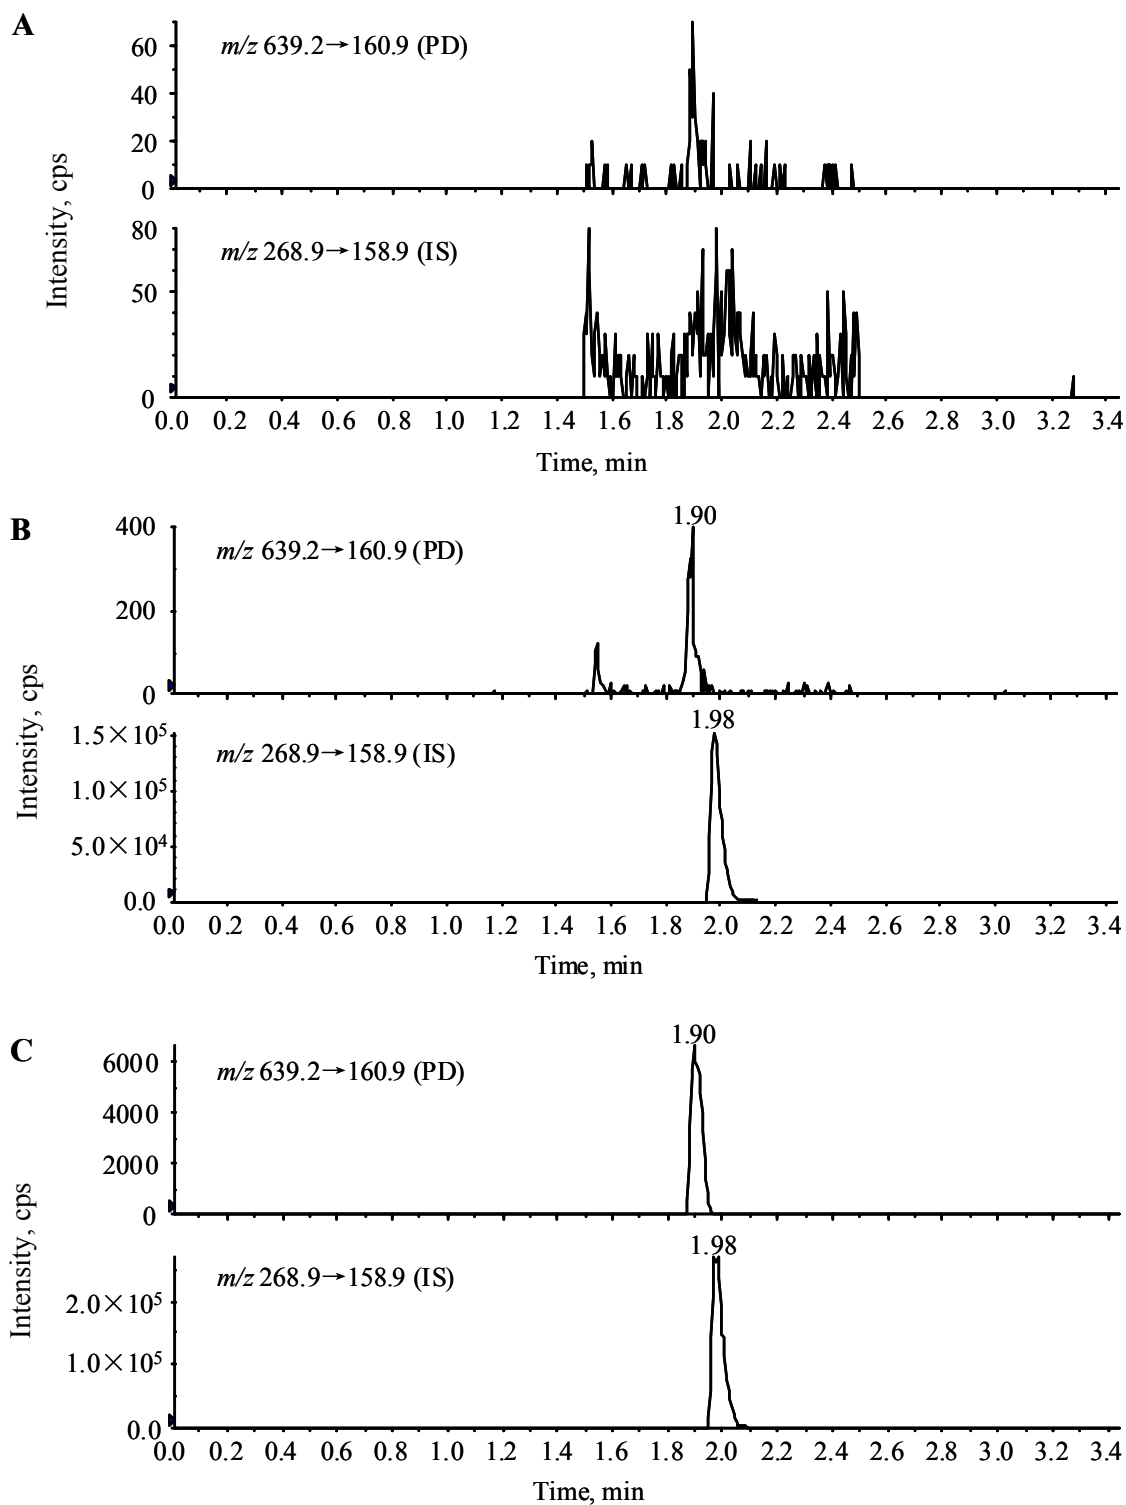 A
m/z 639.2→160.9 (PD)
60
40
20
0
Intensity, cps
m/z 268.9→158.9 (IS)
80
50
0
0.0 0.2 0.4 0.6 0.8 1.0 1.2 1.4 1.6 1.8 2.0 2.2 2.4 2.6 2.8 3.0 3.2 3.4
Time, min
B
1.90
m/z 639.2→160.9 (PD)
400
200
0
Intensity, cps
1.98
m/z 268.9→158.9 (IS)
1.5×10⁵
1.0×10⁵
5.0×10⁴
0.0
0.0 0.2 0.4 0.6 0.8 1.0 1.2 1.4 1.6 1.8 2.0 2.2 2.4 2.6 2.8 3.0 3.2 3.4
Time, min
C
1.90
m/z 639.2→160.9 (PD)
6000
4000
2000
0
Intensity, cps
1.98
m/z 268.9→158.9 (IS)
2.0×10⁵
1.0×10⁵
0.0
0.0 0.2 0.4 0.6 0.8 1.0 1.2 1.4 1.6 1.8 2.0 2.2 2.4 2.6 2.8 3.0 3.2 3.4
Time, min